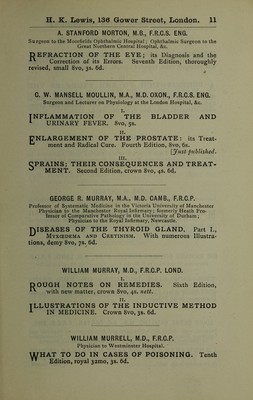 H. K. Lewis, 136 Gower Street, London. 11
A. STANFORD MORTON, M.B., F.R.C.S. ENG.
Surgeon to the Moorfields Ophthalmic Hospital; Ophthalmic Surgeon to the
Great Northern Central Hospital, &c.
REFRACTION OF THE EYE; its Diagnosis and the
Correction of its Errors. Seventh Edition, thoroughly
revised, small 8vo, 3s. 6d.
C. W. MANSELL MOULLIN, M.A., M.D. OXON., F.R.C.S. ENG.
Surgeon and Lecturer on Physiology at the London Hospital, &c.
I.
INFLAMMATION OF THE BLADDER AND
URINARY FEVER. 8vo, 5s.
II.
ENLARGEMENT OF THE PROSTATE: its Treat-
ment and Radical Cure. Fourth Edition, 8vo, 6s.
[Just published.
III.
SPRAINS; THEIR CONSEQUENCES AND TREAT-
MENT. Second Edition, crown 8vo, 4s. 6d.
GEORGE R. MURRAY, M.A., M.D. CAMB., F.R.C.P.
Professor of Systematic Medicine in the Victoria University of Manchester
Physician to the Manchester Royal Infirmary; formerly Heath Pro-
fessor of Comparative Pathology in the University of Durham;
Physician to the Royal Infirmary, Newcastle.
DISEASES OF THE THYROID GLAND. Part I.,
Myxœdema and Cretinism. With numerous Illustra-
tions, demy 8vo, 7s. 6d.
WILLIAM MURRAY, M.D., F.R.C.P. LOND.
I.
ROUGH NOTES ON REMEDIES. Sixth Edition,
with new matter, crown 8vo, 4s. nett.
II.
ILLUSTRATIONS OF THE INDUCTIVE METHOD
IN MEDICINE. Crown 8vo, 3s. 6d.
WILLIAM MURRELL, M.D., F.R.C.P.
Physician to Westminster Hospital.
WHAT TO DO IN CASES OF POISONING. Tenth
Edition, royal 32mo, 3s. 6d.